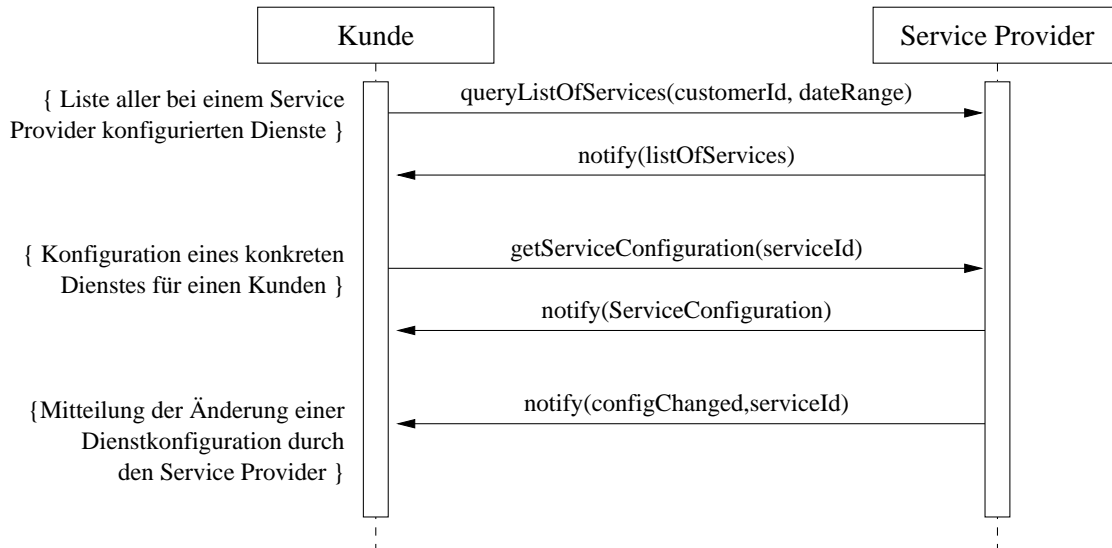 Kunde
Service Provider
{ Liste aller bei einem Service
Provider konfigurierten Dienste }
queryListOfServices(customerId, dateRange)
notify(listOfServices)
{ Konfiguration eines konkreten
Dienstes für einen Kunden }
getServiceConfiguration(serviceId)
notify(ServiceConfiguration)
{Mitteilung der Änderung einer
Dienstkonfiguration durch
den Service Provider }
notify(configChanged,serviceId)